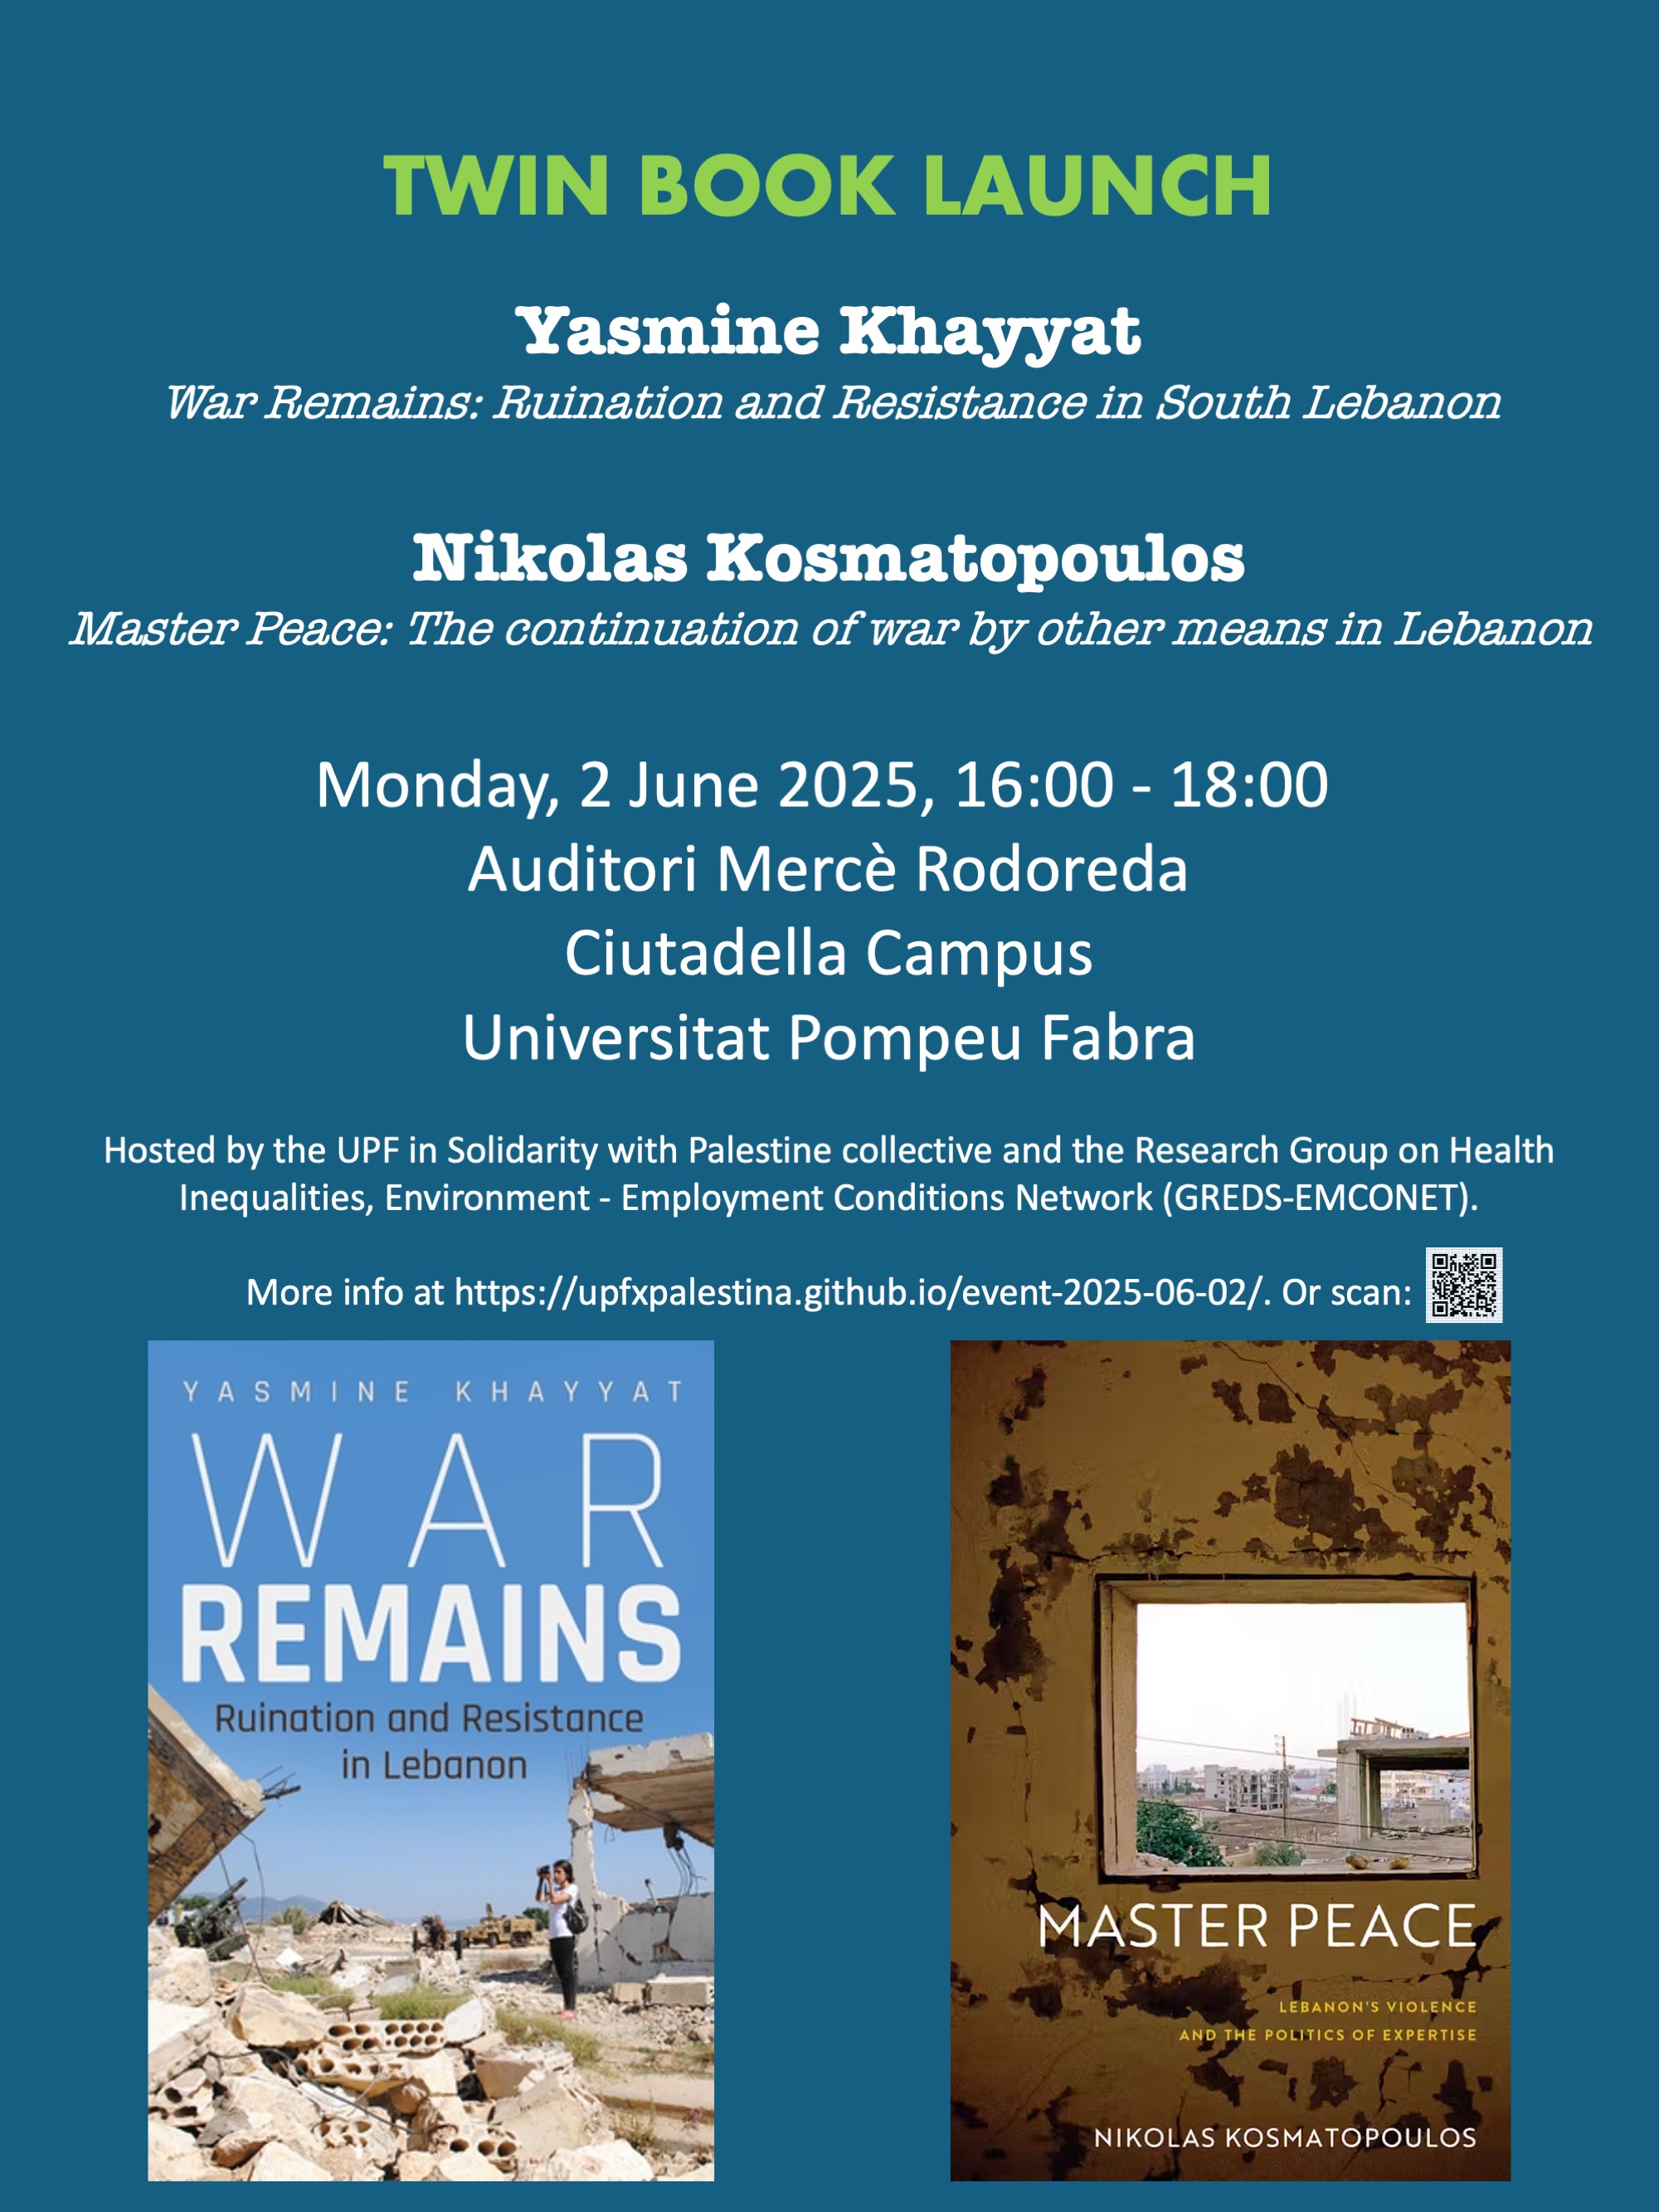 TWIN BOOK LAUNCH
Yasmine Khayyat
War Remains: Ruination and Resistance in South Lebanon
Nikolas Kosmatopoulos
Master Peace: The continuation of war by other means in Lebanon
Monday, 2 June 2025, 16:00 - 18:00
Auditori Mercè Rodoreda
Ciutadella Campus
Universitat Pompeu Fabra
Hosted by the UPF in Solidarity with Palestine collective and the Research Group on Health
Inequalities, Environment - Employment Conditions Network (GREDS-EMCONET).
More info at https://upfxpalestina.github.io/event-2025-06-02/. Or scan:
YASMINE KHAYYAT
WAR
REMAINS
Ruination and Resistance
in Lebanon
MASTER PEACE
LEBANON'S VIOLENCE
AND THE POLITICS OF EXPERTISE
NIKOLAS KOSMATOPOULOS